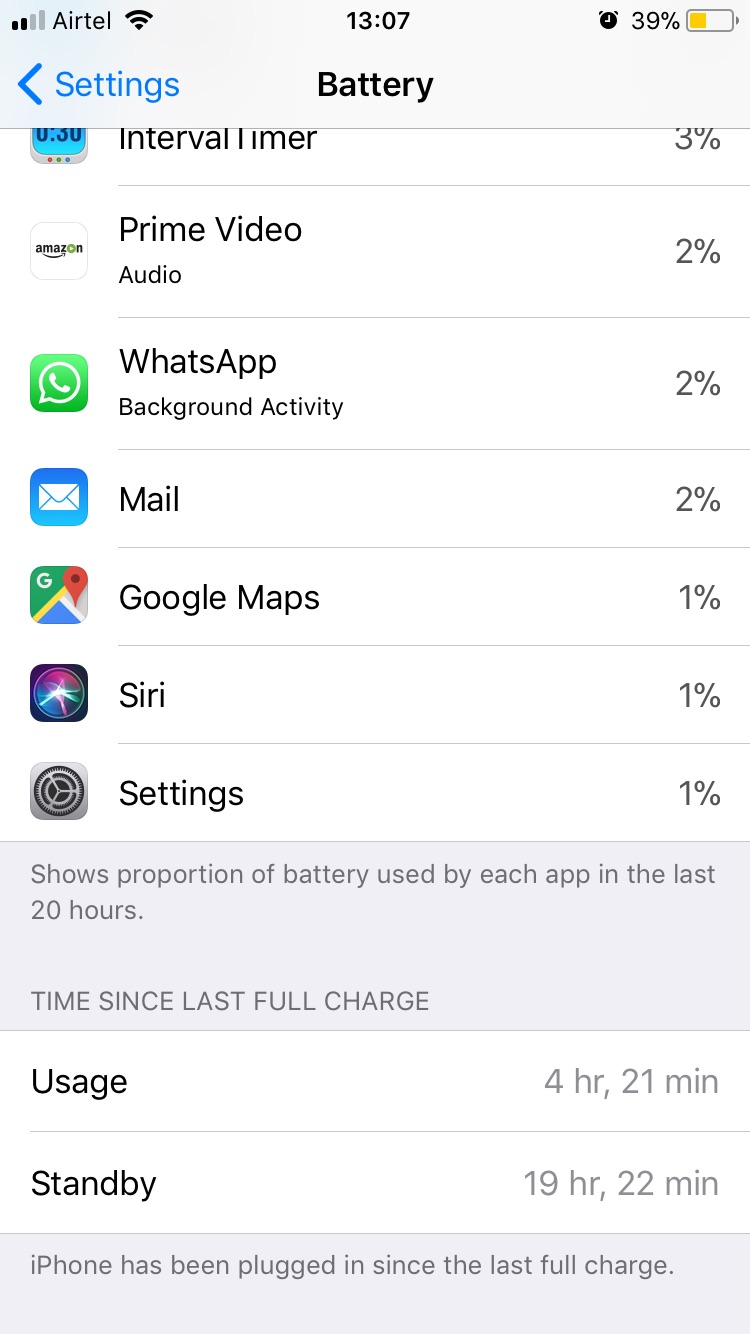 Airtel 13:07 39%
Settings Battery
0:30 IntervalTimer 3%
Prime Video
amazon 2%
Audio
WhatsApp
2%
Background Activity
Mail 2%
G Google Maps 1%
Siri 1%
Settings 1%
Shows proportion of battery used by each app in the last
20 hours.
TIME SINCE LAST FULL CHARGE
Usage 4 hr, 21 min
Standby 19 hr, 22 min
iPhone has been plugged in since the last full charge.